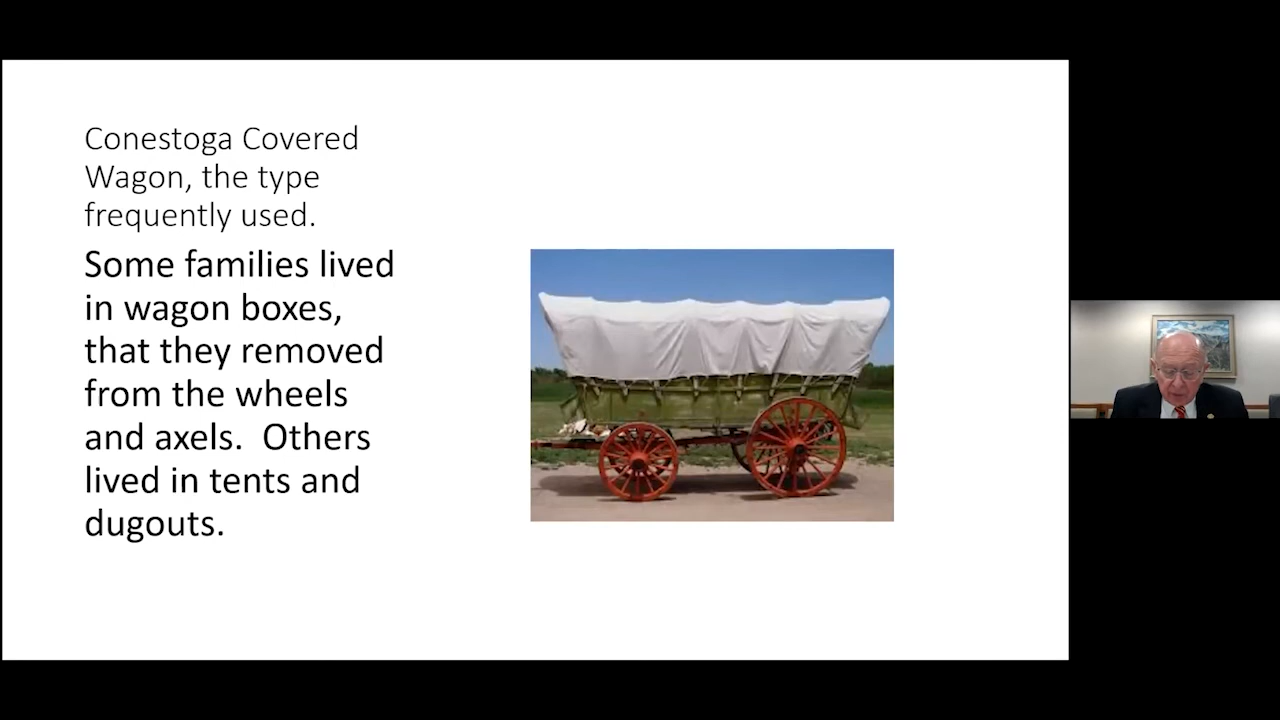 Conestoga Covered
Wagon, the type
frequently used.
Some families lived
in wagon boxes,
that they removed
from the wheels
and axels.  Others
lived in tents and
dugouts.